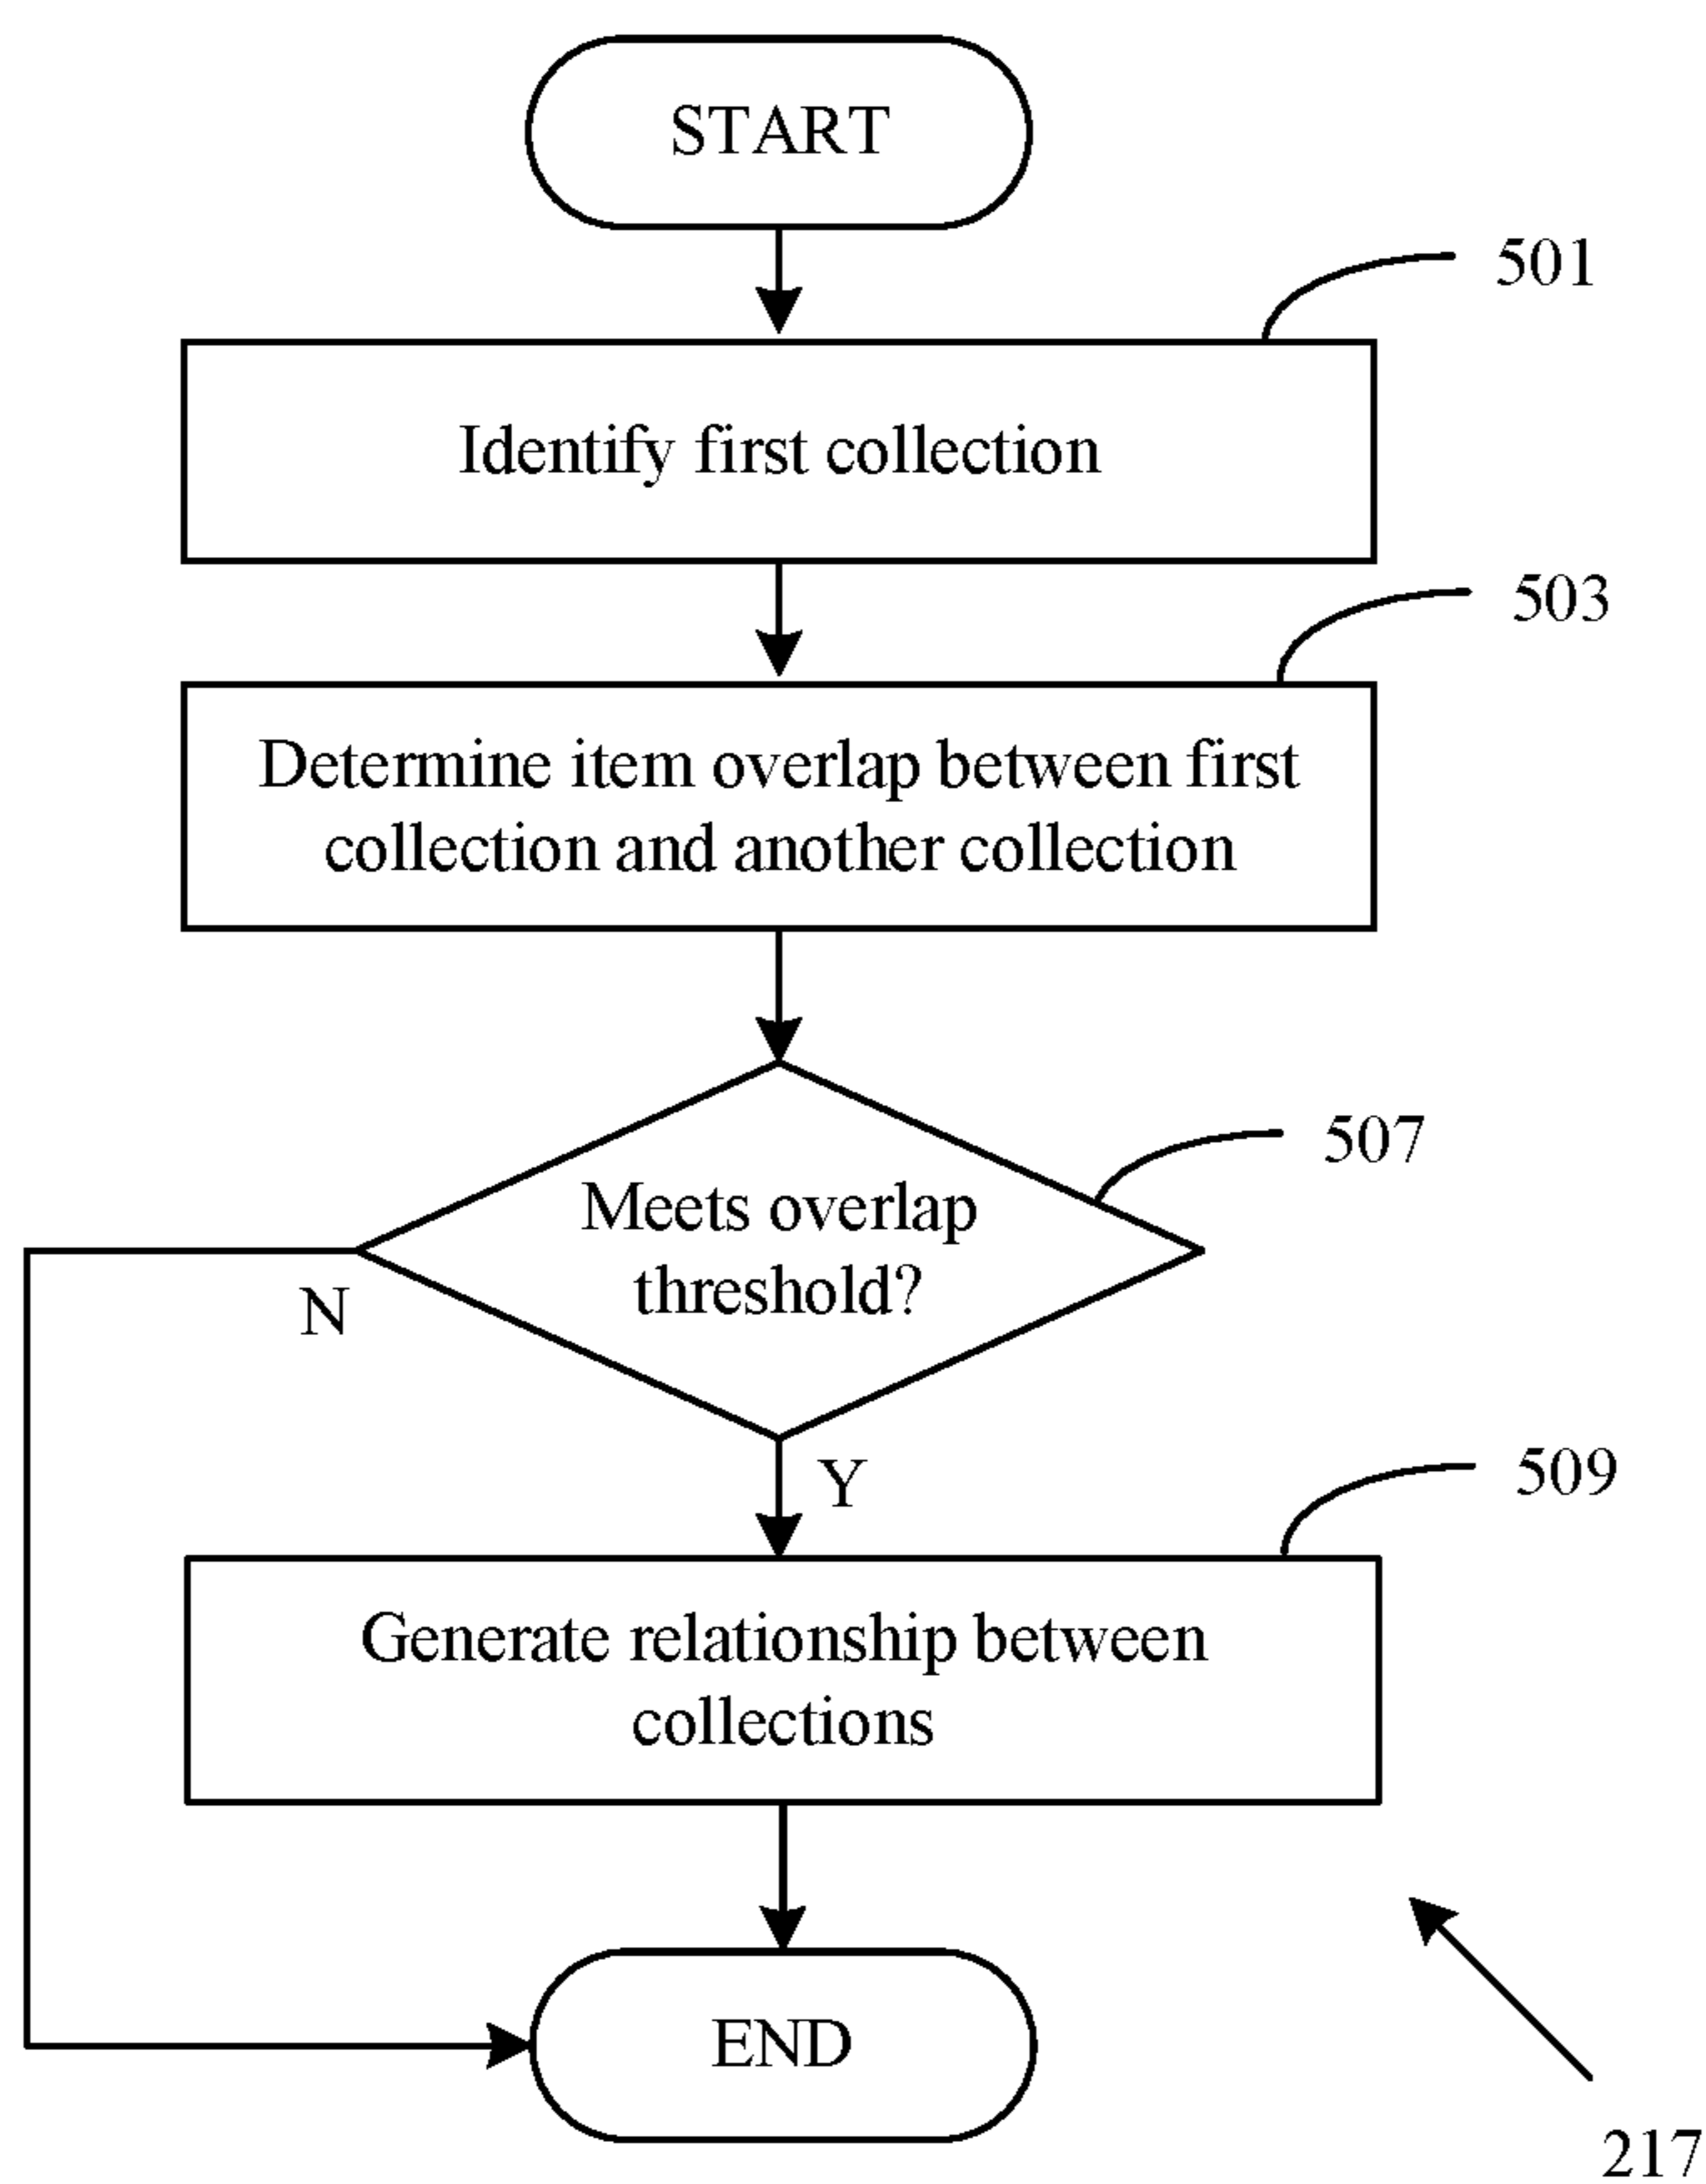 START
501
Identify first collection
503
Determine item overlap between first
collection and another collection
507
Meets overlap
threshold?
N
Y
509
Generate relationship between
collections
END
217